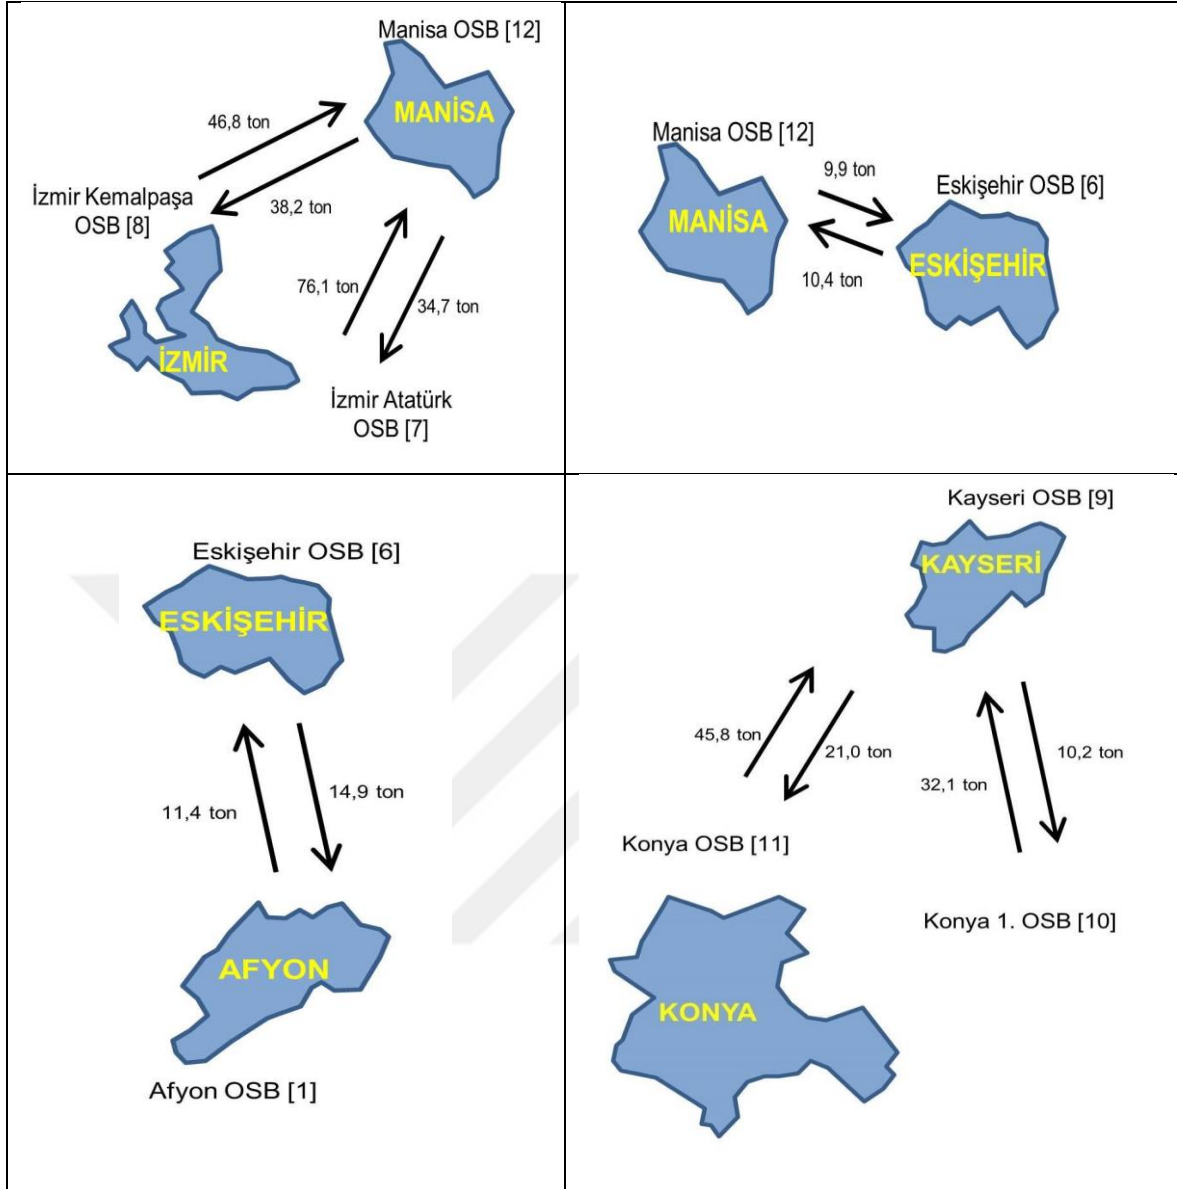 Manisa OSB [12]
MANİSA
46,8 ton
İzmir Kemalpaşa
OSB [8]
38,2 ton
76,1 ton
34,7 ton
İZMİR
İzmir Atatürk
OSB [7]
Manisa OSB [12]
9,9 ton
Eskişehir OSB [6]
MANİSA
ESKİŞEHİR
10,4 ton
Eskişehir OSB [6]
ESKİŞEHİR
14,9 ton
11,4 ton
AFYON
Afyon OSB [1]
Kayseri OSB [9]
KAYSERİ
45,8 ton
21,0 ton
10,2 ton
32,1 ton
Konya OSB [11]
Konya 1. OSB [10]
KONYA